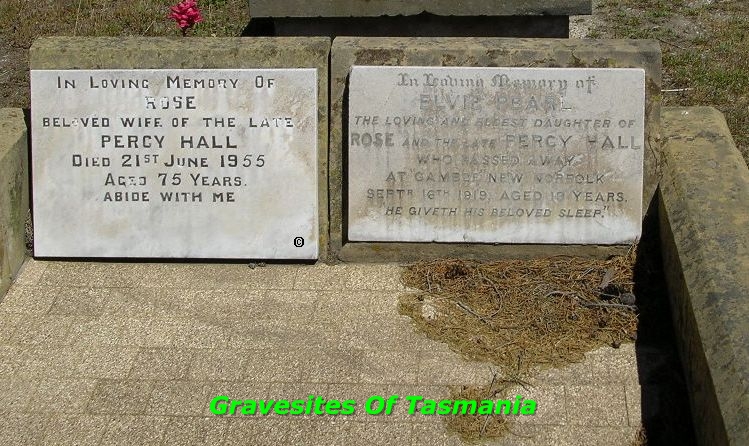 IN LOVING MEMORY OF
ROSE
BELOVED WIFE OF THE LATE
PERCY HALL
DIED 21ST JUNE 1955
AGED 75 YEARS.
ABIDE WITH ME
©
In Loving Memory of
PEARL
THE LOVING AND ELDEST DAUGHTER OF
ROSE AND THE LATE PERCY HALL
WHO PASSED AWAY
AT NEW NORFOLK
SEPTR 16TH 1919, AGED YEARS.
"HE GIVETH HIS BELOVED SLEEP."
Gravesites Of Tasmania